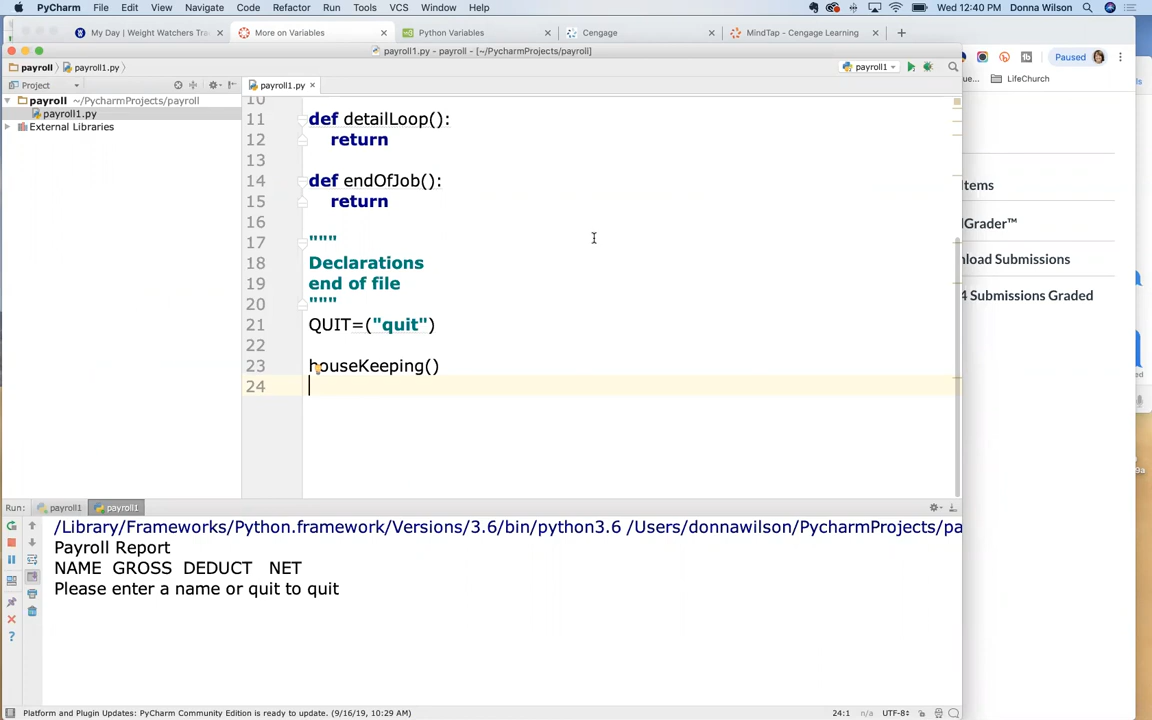 PyCharm File Edit View Navigate Code Refactor Run Tools VCS Window Help Wed 12:40 PM Donna Wilson
My Day | Weight Watchers Tra More on Variables Python Variables Cengage MindTap - Cengage Learning
payroll1.py - payroll - [~/PycharmProjects/payroll]
Paused
payroll payroll1.py payroll1
ue... LifeChurch
Project payroll1.py
payroll ~/PycharmProjects/payroll
payroll1.py
External Libraries
10
11 def detailLoop():
12 return
13
14 def endOfJob():
15 return
16
17 """
18 Declarations
19 end of file
20 """
21 QUIT=("quit")
22
23 houseKeeping()
24
Items
lGrader™
nload Submissions
4 Submissions Graded
Run: payroll1 payroll1
/Library/Frameworks/Python.framework/Versions/3.6/bin/python3.6 /Users/donnawilson/PycharmProjects/pa
Payroll Report
NAME GROSS DEDUCT NET
Please enter a name or quit to quit
Platform and Plugin Updates: PyCharm Community Edition is ready to update. (9/16/19, 10:29 AM) 24:1 n/a UTF-8